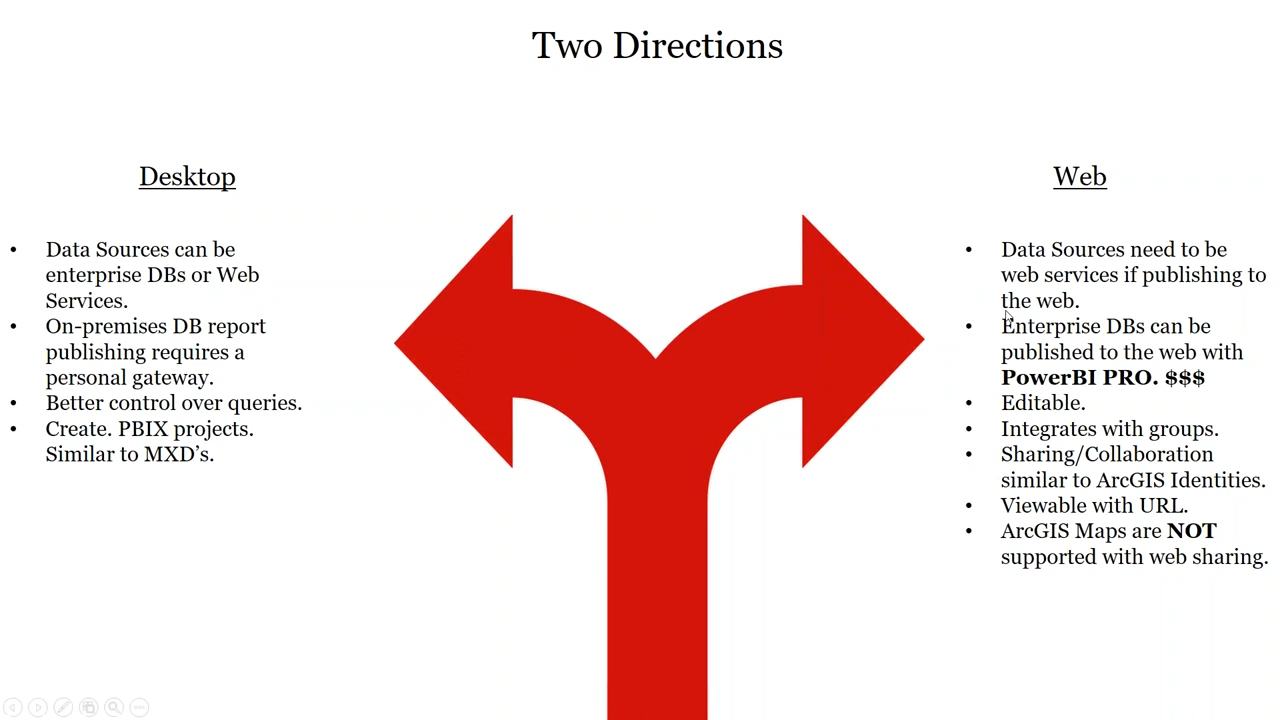 Two Directions
Desktop
• Data Sources can be
enterprise DBs or Web
Services.
• On-premises DB report
publishing requires a
personal gateway.
• Better control over queries.
• Create. PBIX projects.
Similar to MXD’s.
Web
• Data Sources need to be
web services if publishing to
the web.
• Enterprise DBs can be
published to the web with
PowerBI PRO. $$$
• Editable.
• Integrates with groups.
• Sharing/Collaboration
similar to ArcGIS Identities.
• Viewable with URL.
• ArcGIS Maps are NOT
supported with web sharing.